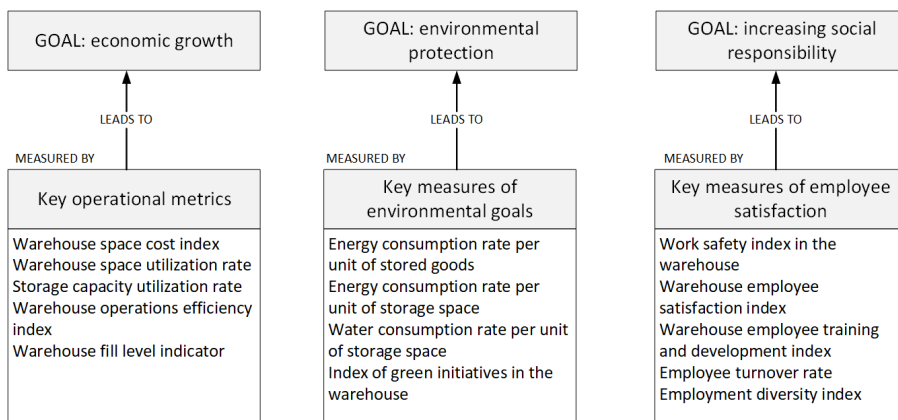 GOAL: economic growth
LEADS TO
MEASURED BY
Key operational metrics
Warehouse space cost index
Warehouse space utilization rate
Storage capacity utilization rate
Warehouse operations efficiency
index
Warehouse fill level indicator
GOAL: environmental
protection
LEADS TO
MEASURED BY
Key measures of
environmental goals
Energy consumption rate per
unit of stored goods
Energy consumption rate per
unit of storage space
Water consumption rate per unit
of storage space
Index of green initiatives in the
warehouse
GOAL: increasing social
responsibility
LEADS TO
MEASURED BY
Key measures of employee
satisfaction
Work safety index in the
warehouse
Warehouse employee
satisfaction index
Warehouse employee training
and development index
Employee turnover rate
Employment diversity index